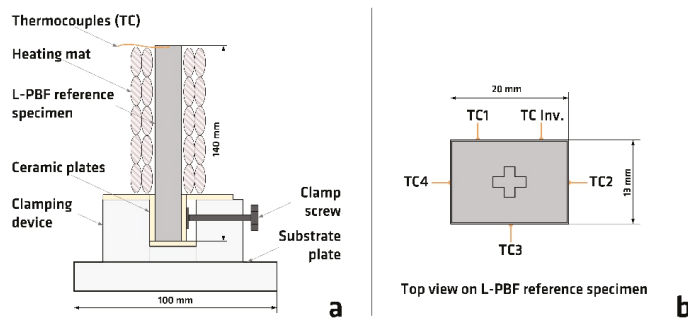 Thermocouples (TC)
Heating mat
L-PBF reference
specimen
140 mm
Ceramic plates
Clamping
device
Clamp
screw
Substrate
plate
100 mm
a
20 mm
TC1
TC Inv.
TC4
TC2
13 mm
TC3
Top view on L-PBF reference specimen
b